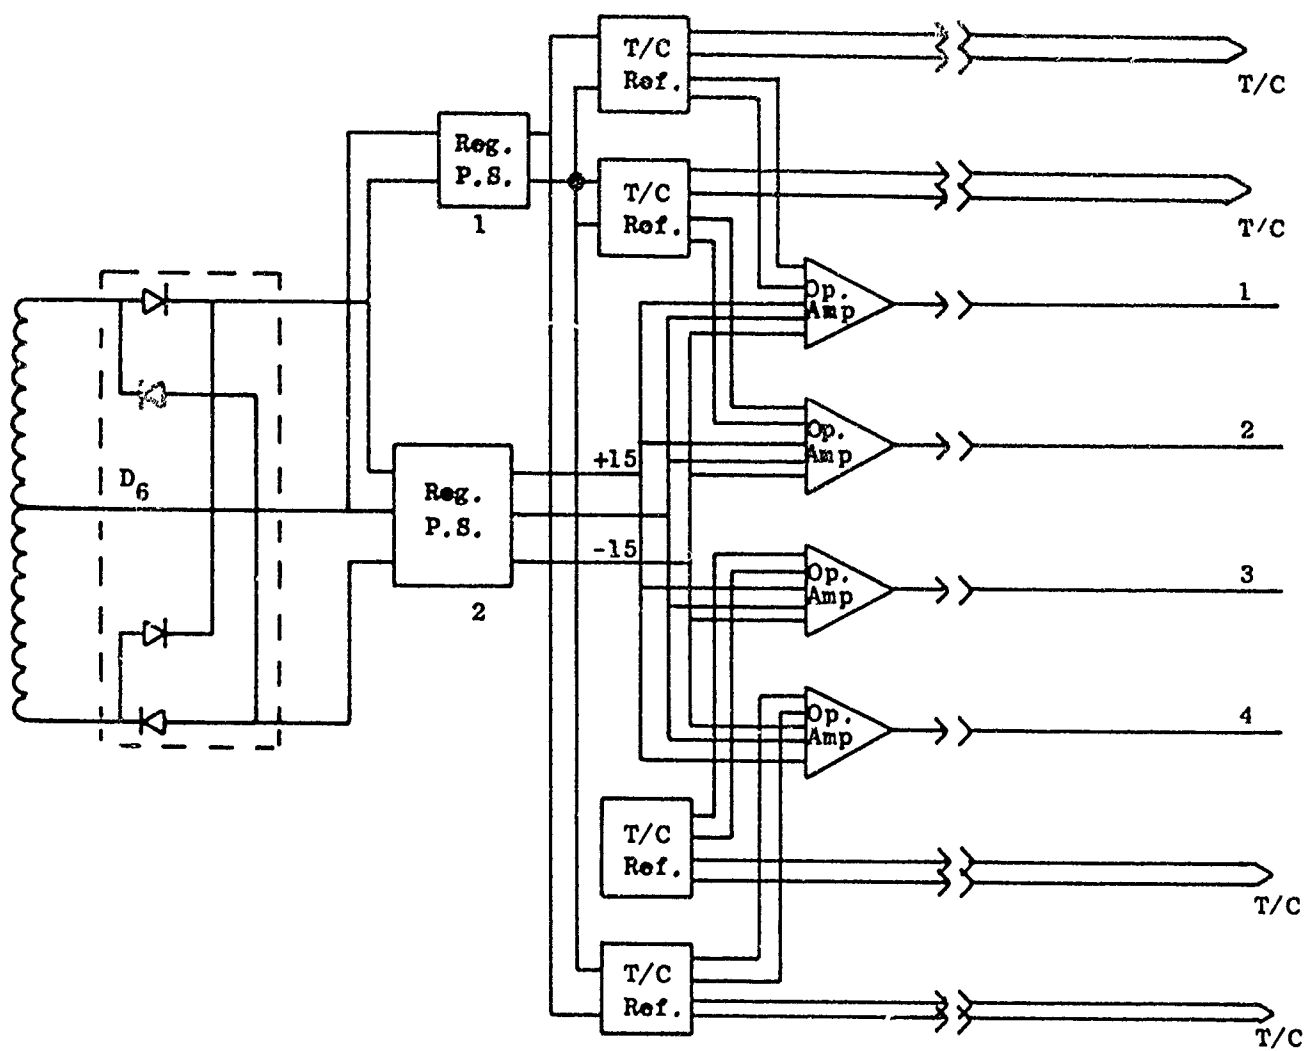 T/C
Ref.
T/C
Reg.
P.S.
1
T/C
Ref.
T/C
Op.
Amp
1
D6
Reg.
P.S.
2
+15
-15
Op.
Amp
2
Op.
Amp
3
Op.
Amp
4
T/C
Ref.
T/C
T/C
Ref.
T/C